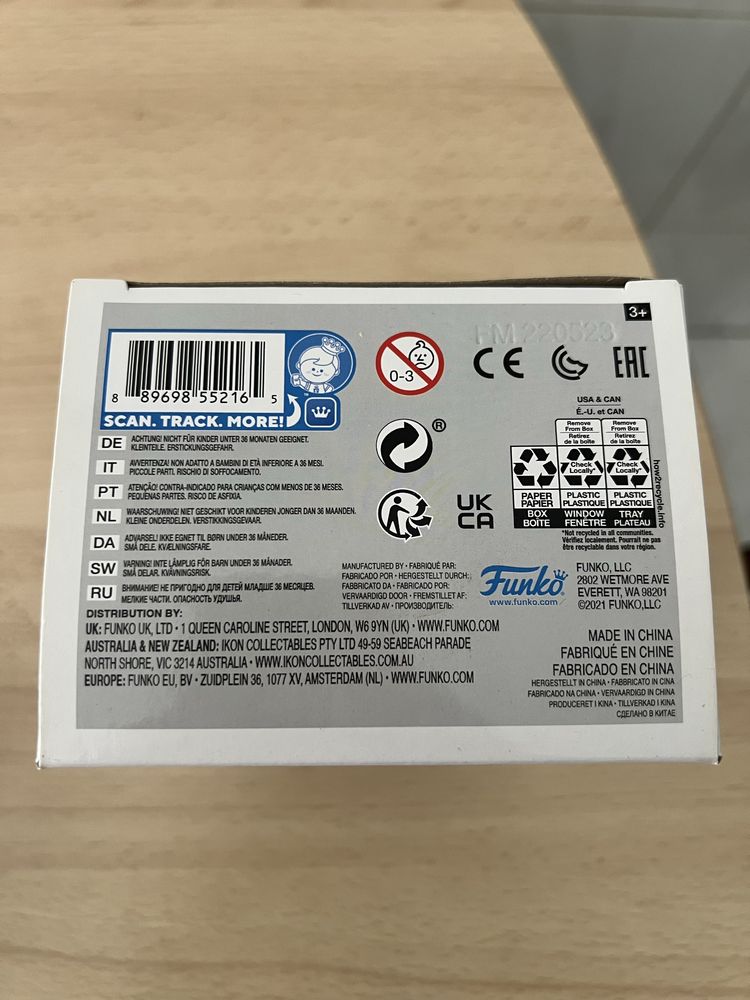 3+
FM 220523
8 89698 55216 5
SCAN. TRACK. MORE!
0-3
CE
EAC
®
UK
CA
USA & CAN
É.-U. et CAN
Remove From Box
Retirez de la boîte
Remove From Box
Retirez de la boîte
Check Locally*
Check Locally*
PAPER
PAPIER
BOX
BOÎTE
PLASTIC
PLASTIQUE
WINDOW
FENÊTRE
PLASTIC
PLASTIQUE
TRAY
PLATEAU
how2recycle.info
*Not recycled in all communities.
Vérifiez localement. Pourrait ne pas
être recyclable dans votre région.
DE ACHTUNG! NICHT FÜR KINDER UNTER 36 MONATEN GEEIGNET.
KLEINTEILE. ERSTICKUNGSGEFAHR.
IT AVVERTENZA! NON ADATTO A BAMBINI DI ETÀ INFERIORE A 36 MESI.
PICCOLE PARTI. RISCHIO DI SOFFOCAMENTO.
PT ATENÇÃO! CONTRA-INDICADO PARA CRIANÇAS COM MENOS DE 36 MESES.
PEQUENAS PARTES. RISCO DE ASFIXIA.
NL WAARSCHUWING! NIET GESCHIKT VOOR KINDEREN JONGER DAN 36 MAANDEN.
KLEINE ONDERDELEN. VERSTIKKINGSGEVAAR.
DA ADVARSEL! IKKE EGNET TIL BØRN UNDER 36 MÅNEDER.
SMÅ DELE. KVÆLNINGSFARE.
SW VARNING! INTE LÄMPLIG FÖR BARN UNDER 36 MÅNADER.
SMÅ DELAR. KVÄVNINGSRISK.
RU ВНИМАНИЕ! НЕ ПРИГОДНО ДЛЯ ДЕТЕЙ МЛАДШЕ 36 МЕСЯЦЕВ.
МЕЛКИЕ ЧАСТИ. ОПАСНОСТЬ УДУШЬЯ.
MANUFACTURED BY • FABRIQUÉ PAR:
FABRICADO POR • HERGESTELLT DURCH:
FABBRICATO DA • FABRICADO POR:
VERVAARDIGD DOOR • FREMSTILLET AF:
TILLVERKAD AV • ПРОИЗВОДИТЕЛЬ:
Funko
www.funko.com
FUNKO, LLC
2802 WETMORE AVE
EVERETT, WA 98201
©2021 FUNKO,LLC
DISTRIBUTION BY:
UK: FUNKO UK, LTD • 1 QUEEN CAROLINE STREET, LONDON, W6 9YN (UK) • WWW.FUNKO.COM
AUSTRALIA & NEW ZEALAND: IKON COLLECTABLES PTY LTD 49-59 SEABEACH PARADE
NORTH SHORE, VIC 3214 AUSTRALIA • WWW.IKONCOLLECTABLES.COM.AU
EUROPE: FUNKO EU, BV • ZUIDPLEIN 36, 1077 XV, AMSTERDAM (NL) • WWW.FUNKO.COM
MADE IN CHINA
FABRIQUÉ EN CHINE
FABRICADO EN CHINA
HERGESTELLT IN CHINA • FABBRICATO IN CINA
FABRICADO NA CHINA • VERVAARDIGD IN CHINA
PRODUCERET I KINA • TILLVERKAD I KINA
СДЕЛАНО В КИТАЕ